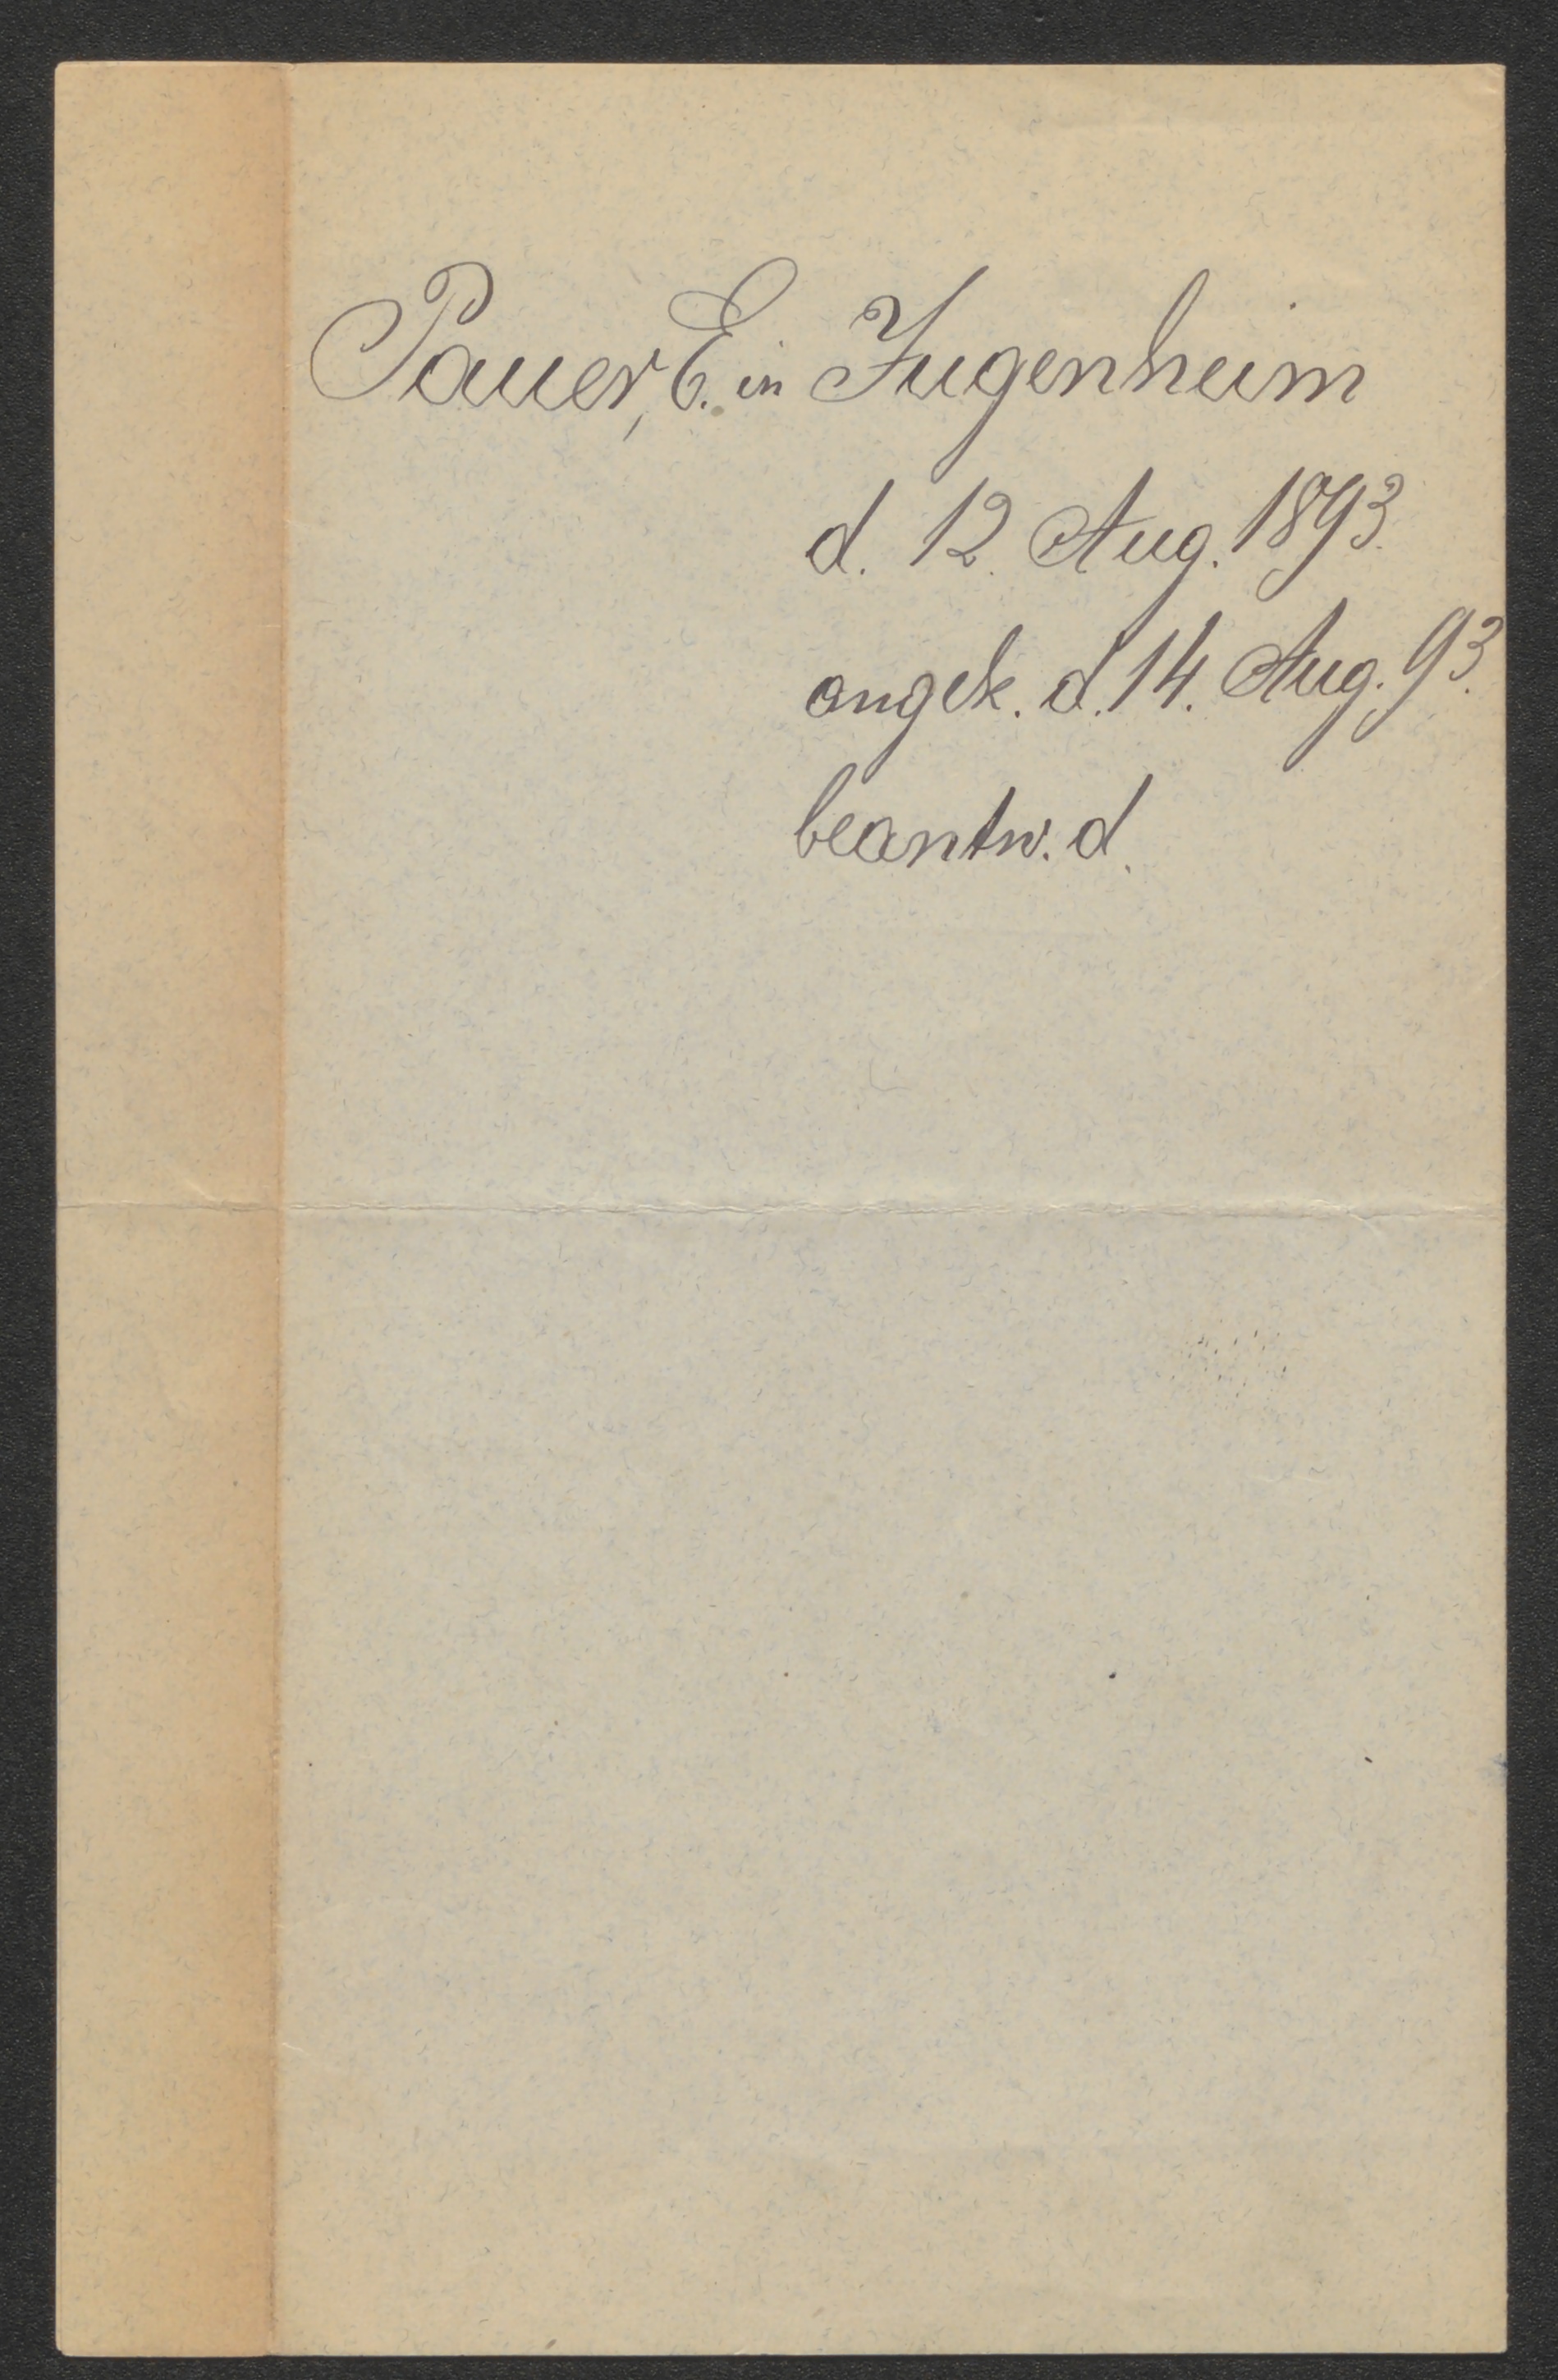 Pauer, E. in Jugenheim
d. 12. Aug. 1893.
angek. d. 14. Aug. 93.
beantw. d.